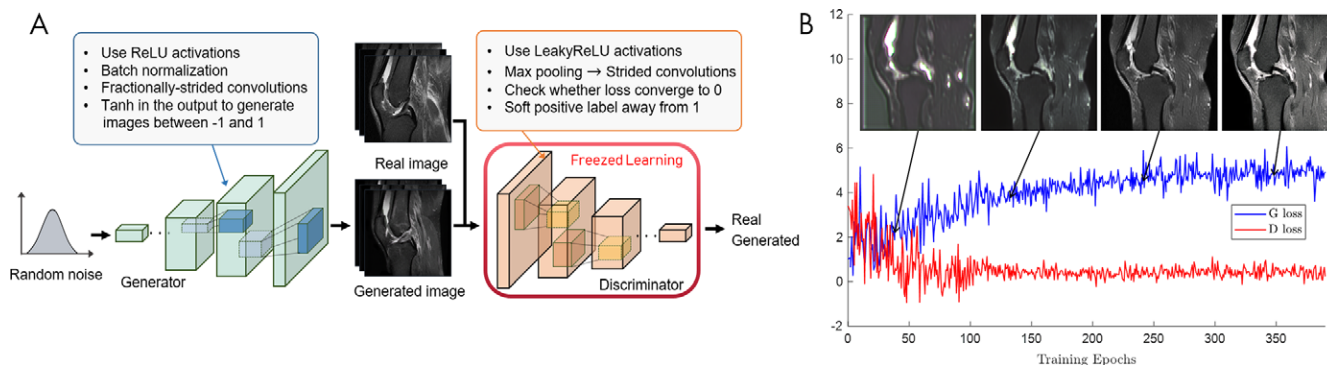 A
• Use ReLU activations
• Batch normalization
• Fractionally-strided convolutions
• Tanh in the output to generate
images between -1 and 1
Random noise
Generator
Real image
Generated image
• Use LeakyReLU activations
• Max pooling → Strided convolutions
• Check whether loss converge to 0
• Soft positive label away from 1
Freezed Learning
Discriminator
Real
Generated
B
12
10
8
6
4
2
0
-2
0 50 100 150 200 250 300 350
Training Epochs
G loss
D loss